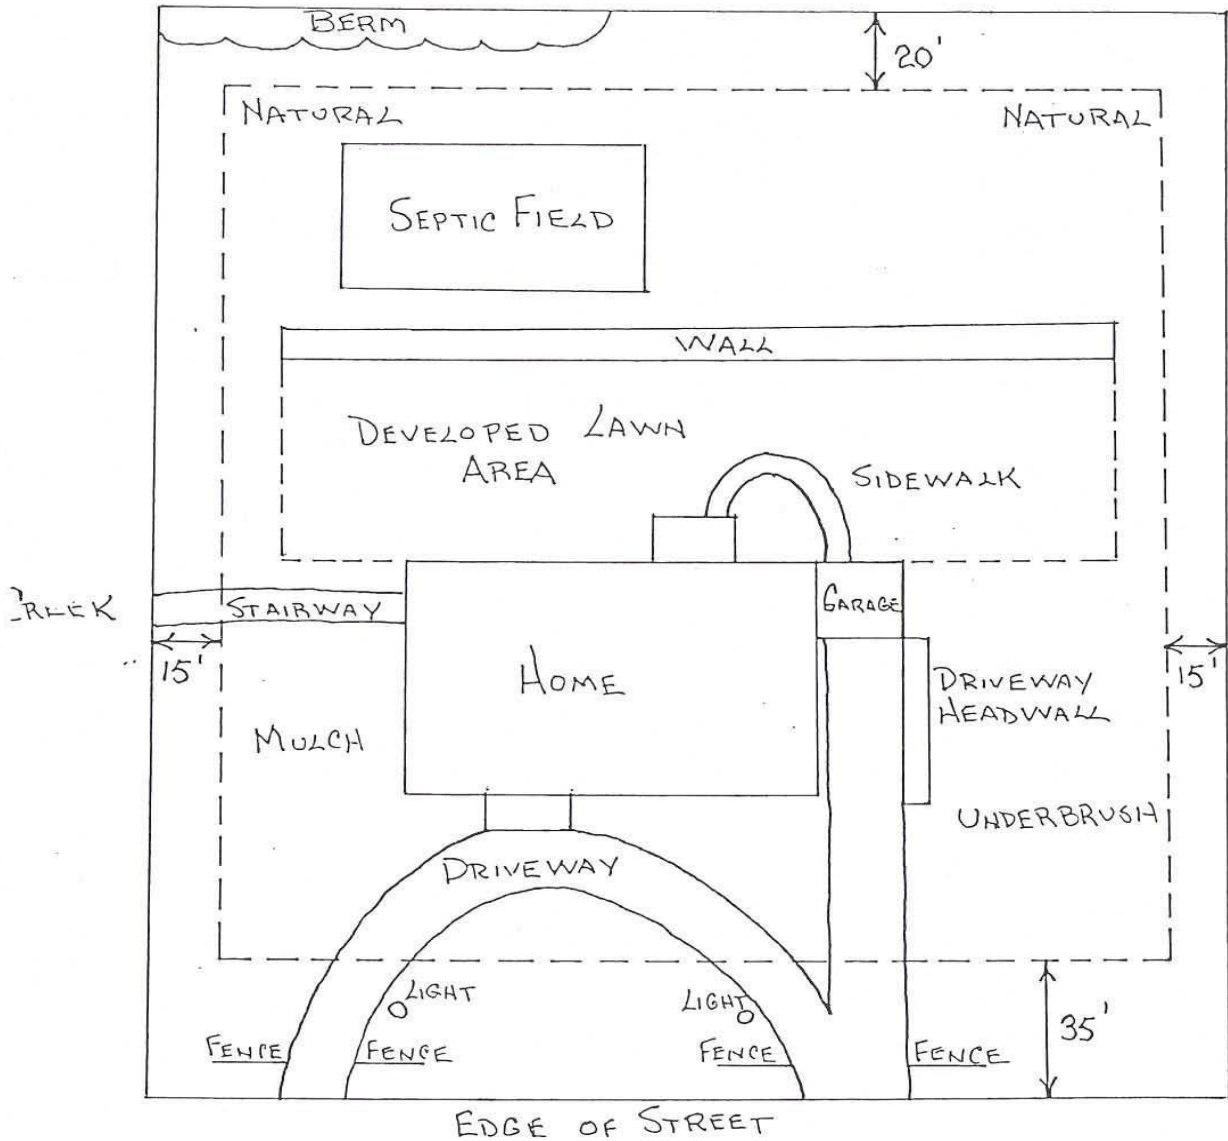 BERM
20'
NATURAL
NATURAL
SEPTIC FIELD
WALL
DEVELOPED LAWN
AREA
SIDEWALK
STAIRWAY
GARAGE
15'
HOME
15'
DRIVEWAY
HEADWALL
MULCH
UNDERBRUSH
DRIVEWAY
LIGHT
LIGHT
35'
FENCE
FENCE
FENCE
FENCE
EDGE OF STREET